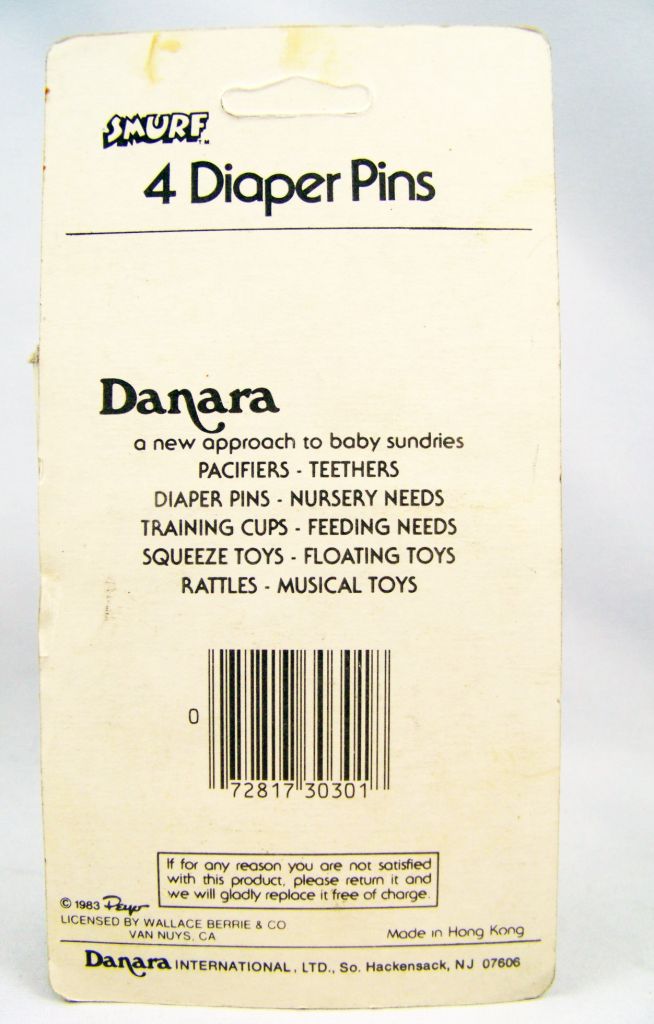 SMURF TM
4 Diaper Pins
Danara
a new approach to baby sundries
PACIFIERS - TEETHERS
DIAPER PINS - NURSERY NEEDS
TRAINING CUPS - FEEDING NEEDS
SQUEEZE TOYS - FLOATING TOYS
RATTLES - MUSICAL TOYS
0 72817 30301
If for any reason you are not satisfied
with this product, please return it and
we will gladly replace it free of charge.
© 1983 Peyo
LICENSED BY WALLACE BERRIE & CO
VAN NUYS, CA
Made in Hong Kong
Danara INTERNATIONAL, LTD., So. Hackensack, NJ 07606